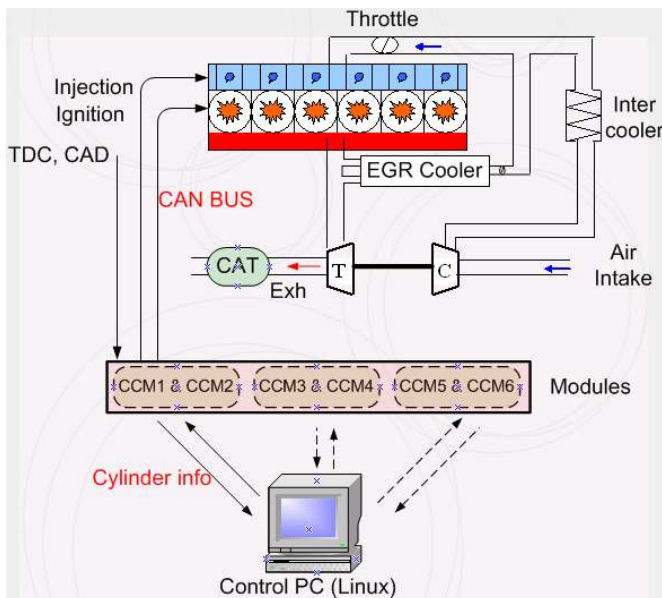 Throttle
Injection
Ignition
Inter
cooler
TDC, CAD
EGR Cooler
CAN BUS
CAT
T
C
Air
Intake
Exh
CCM1 & CCM2
CCM3 & CCM4
CCM5 & CCM6
Modules
Cylinder info
Control PC (Linux)